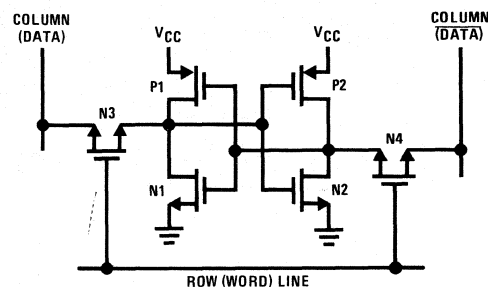 COLUMN
(DATA)
COLUMN
(DATA)
VCC
VCC
P1
P2
N3
N4
N1
N2
ROW (WORD) LINE